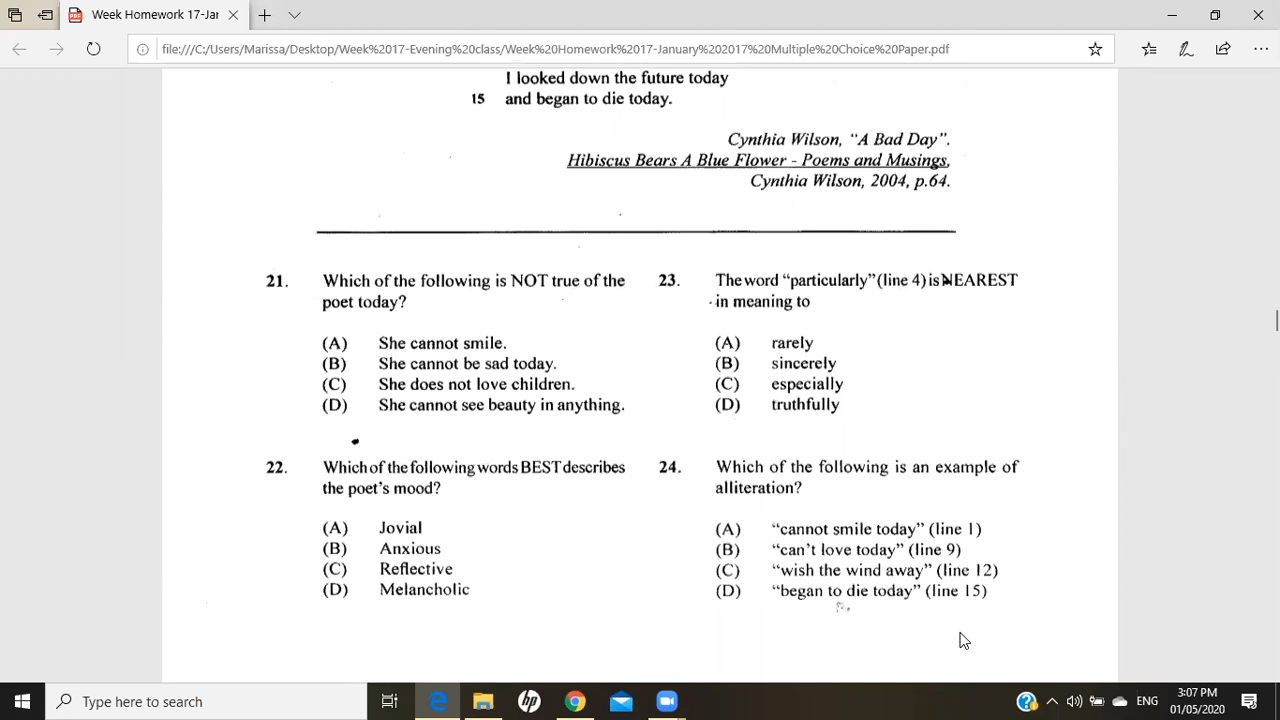 Week Homework 17-Jar
file:///C:/Users/Marissa/Desktop/Week%2017-Evening%20class/Week%20Homework%2017-January%202017%20Multiple%20Choice%20Paper.pdf
I looked down the future today
15 and began to die today.
Cynthia Wilson, "A Bad Day".
Hibiscus Bears A Blue Flower - Poems and Musings,
Cynthia Wilson, 2004, p.64.
21. Which of the following is NOT true of the
poet today?
(A) She cannot smile.
(B) She cannot be sad today.
(C) She does not love children.
(D) She cannot see beauty in anything.
22. Which of the following words BEST describes
the poet's mood?
(A) Jovial
(B) Anxious
(C) Reflective
(D) Melancholic
23. The word "particularly" (line 4) is NEAREST
in meaning to
(A) rarely
(B) sincerely
(C) especially
(D) truthfully
24. Which of the following is an example of
alliteration?
(A) "cannot smile today" (line 1)
(B) "can't love today" (line 9)
(C) "wish the wind away" (line 12)
(D) "began to die today" (line 15)
Type here to search
hp
ENG
3:07 PM
01/05/2020